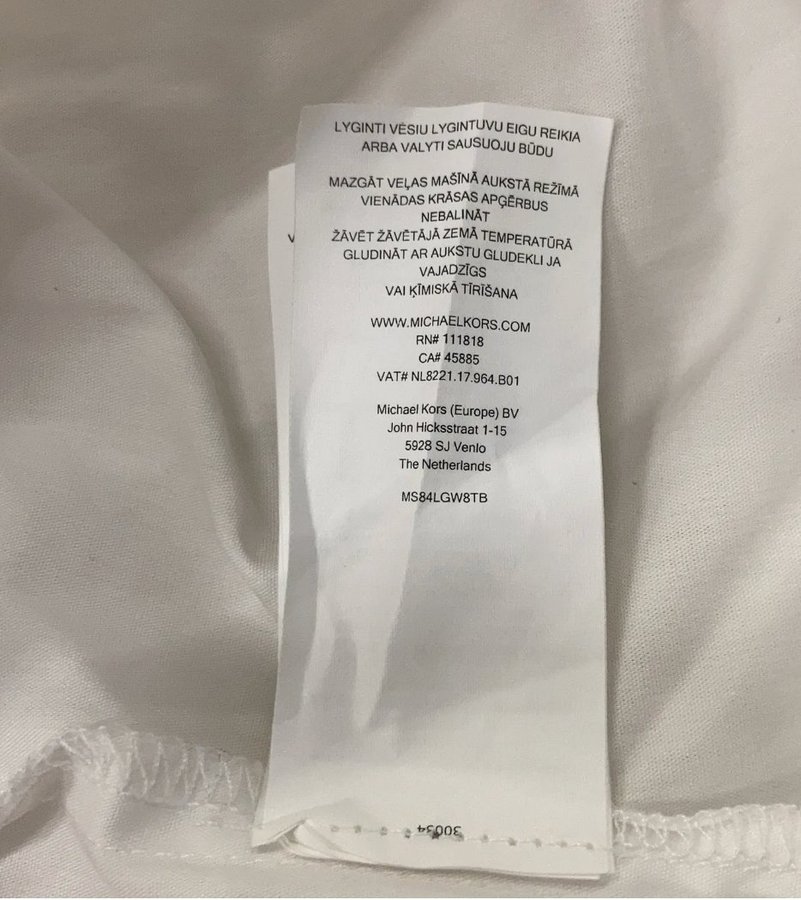 LYGINTI VĖSIU LYGINTUVU EIGU REIKIA
ARBA VALYTI SAUSUOJU BŪDU
MAZGĀT VEĻAS MAŠĪNĀ AUKSTĀ REŽĪMĀ
VIENĀDAS KRĀSAS APĢĒRBUS
NEBALINĀT
ŽĀVĒT ŽĀVĒTĀJĀ ZEMĀ TEMPERATŪRĀ
GLUDINĀT AR AUKSTU GLUDEKLI JA
VAJADZĪGS
VAI ĶĪMISKĀ TĪRĪŠANA
WWW.MICHAELKORS.COM
RN# 111818
CA# 45885
VAT# NL8221.17.964.B01
Michael Kors (Europe) BV
John Hicksstraat 1-15
5928 SJ Venlo
The Netherlands
MS84LGW8TB
30034